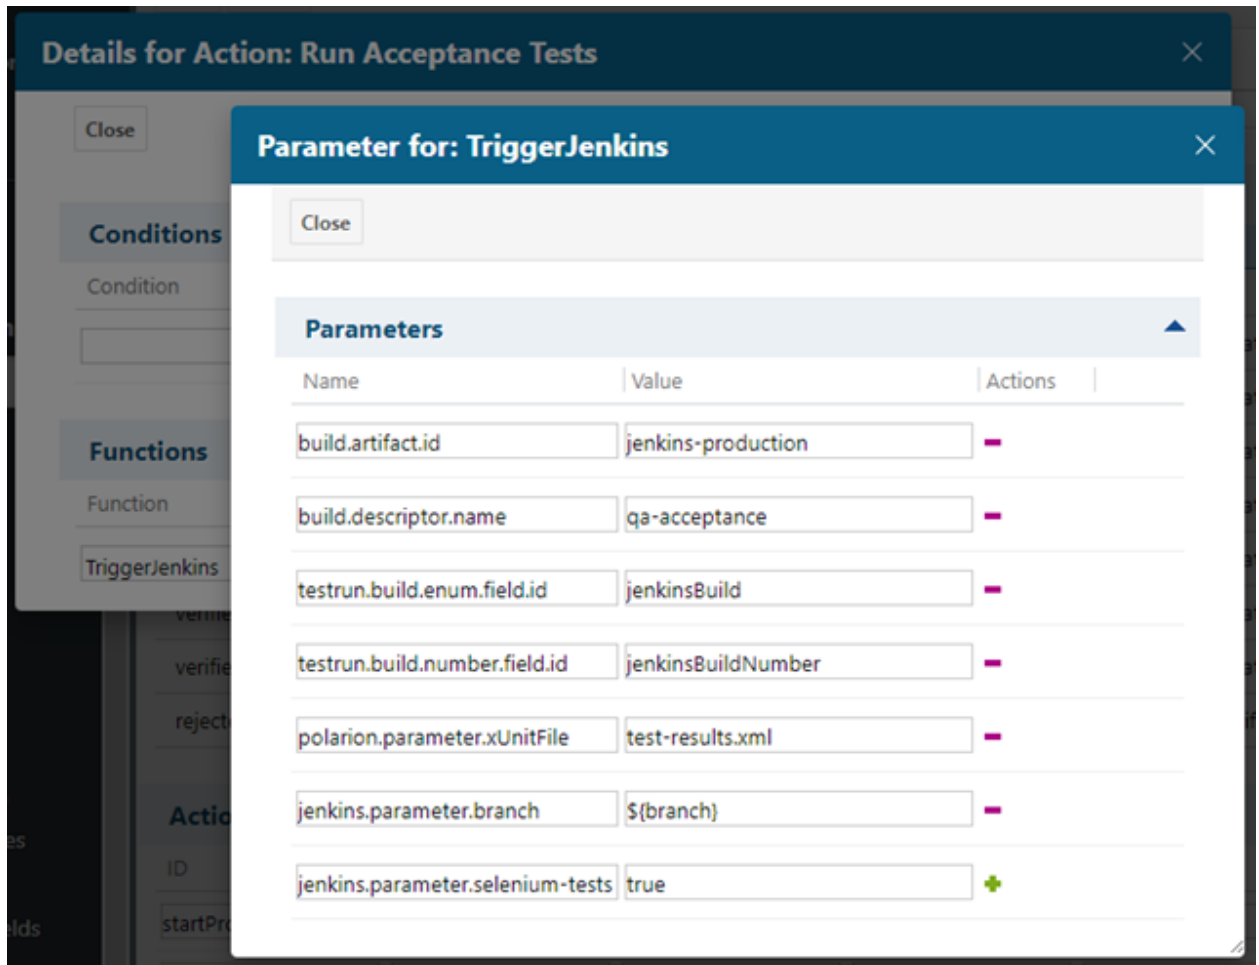 Details for Action: Run Acceptance Tests
Close
Parameter for: TriggerJenkins
Close
Conditions
Condition
Parameters
Name Value Actions
build.artifact.id jenkins-production
Functions
Function
build.descriptor.name qa-acceptance
TriggerJenkins
testrun.build.enum.field.id jenkinsBuild
testrun.build.number.field.id jenkinsBuildNumber
polarion.parameter.xUnitFile test-results.xml
jenkins.parameter.branch ${branch}
ID
jenkins.parameter.selenium-tests true